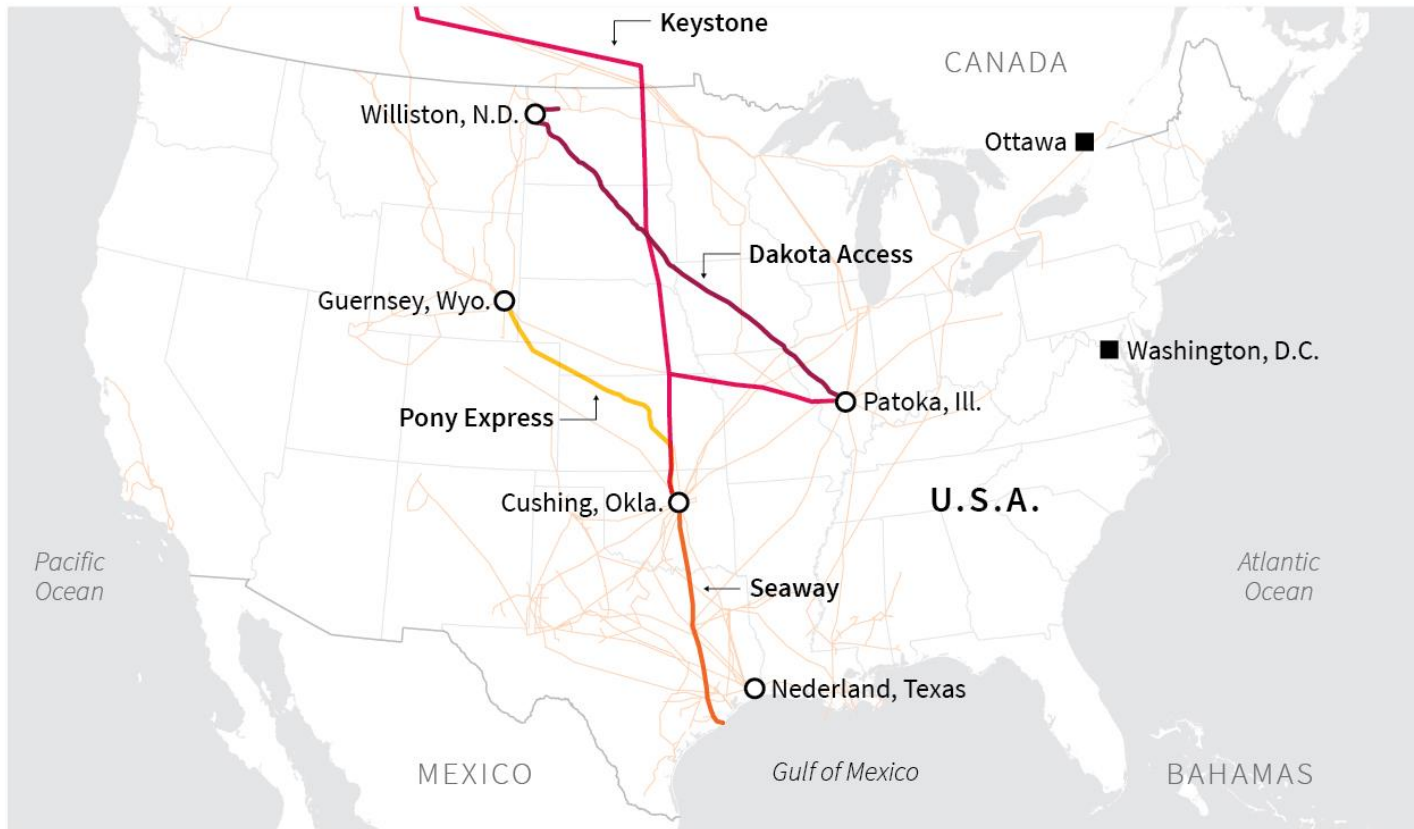 Keystone
CANADA
Williston, N.D.
Ottawa
Dakota Access
Guernsey, Wyo.
Washington, D.C.
Pony Express
Patoka, Ill.
Cushing, Okla.
U.S.A.
Pacific
Ocean
Atlantic
Ocean
Seaway
Nederland, Texas
MEXICO
Gulf of Mexico
BAHAMAS